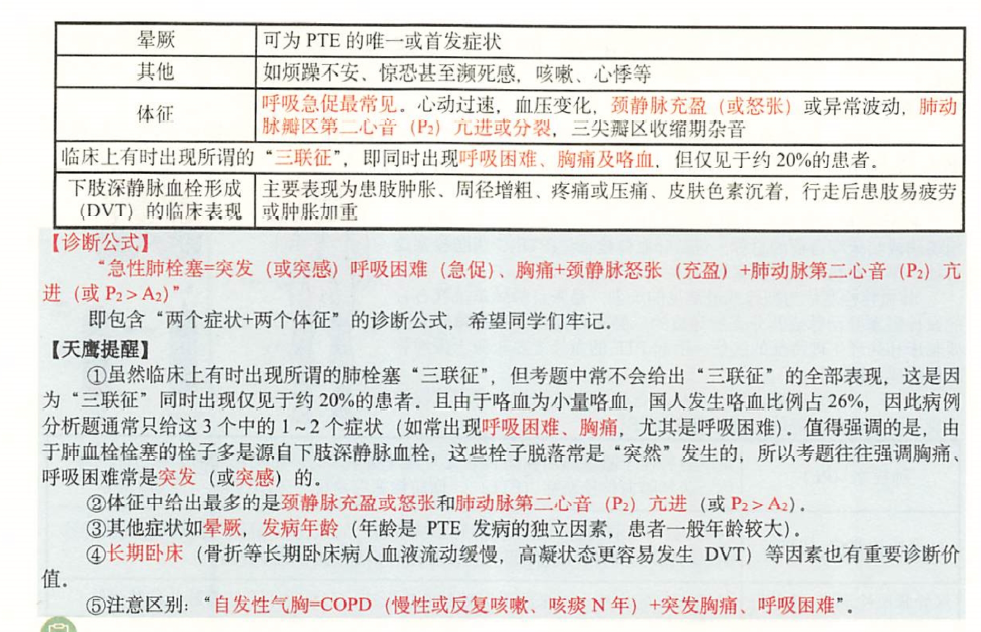 晕厥 可为 PTE 的唯一或首发症状
其他 如烦躁不安、惊恐甚至濒死感，咳嗽、心悸等
体征 呼吸急促最常见。心动过速，血压变化，颈静脉充盈（或怒张）或异常波动，肺动
脉瓣区第二心音（P₂）亢进或分裂，三尖瓣区收缩期杂音
临床上有时出现所谓的“三联征”，即同时出现呼吸困难、胸痛及咯血，但仅见于约 20%的患者。
下肢深静脉血栓形成 主要表现为患肢肿胀、周径增粗、疼痛或压痛、皮肤色素沉着，行走后患肢易疲劳
（DVT）的临床表现 或肿胀加重
【诊断公式】
“急性肺栓塞=突发（或突感）呼吸困难（急促）、胸痛+颈静脉怒张（充盈）+肺动脉第二心音（P₂）亢
进（或 P₂＞A₂）”
即包含“两个症状+两个体征”的诊断公式，希望同学们牢记。
【天鹰提醒】
①虽然临床上有时出现所谓的肺栓塞“三联征”，但考题中常不会给出“三联征”的全部表现，这是因
为“三联征”同时出现仅见于约 20%的患者。且由于咯血为小量咯血，国人发生咯血比例占 26%，因此病例
分析题通常只给这 3 个中的 1～2 个症状（如常出现呼吸困难、胸痛，尤其是呼吸困难）。值得强调的是，由
于肺血栓栓塞的栓子多是源自下肢深静脉血栓，这些栓子脱落常是“突然”发生的，所以考题往往强调胸痛、
呼吸困难常是突发（或突感）的。
②体征中给出最多的是颈静脉充盈或怒张和肺动脉第二心音（P₂）亢进（或 P₂＞A₂）。
③其他症状如晕厥，发病年龄（年龄是 PTE 发病的独立因素，患者一般年龄较大）.
④长期卧床（骨折等长期卧床病人血液流动缓慢，高凝状态更容易发生 DVT）等因素也有重要诊断价
值。
⑤注意区别：“自发性气胸=COPD（慢性或反复咳嗽、咳痰 N 年）+突发胸痛、呼吸困难”。